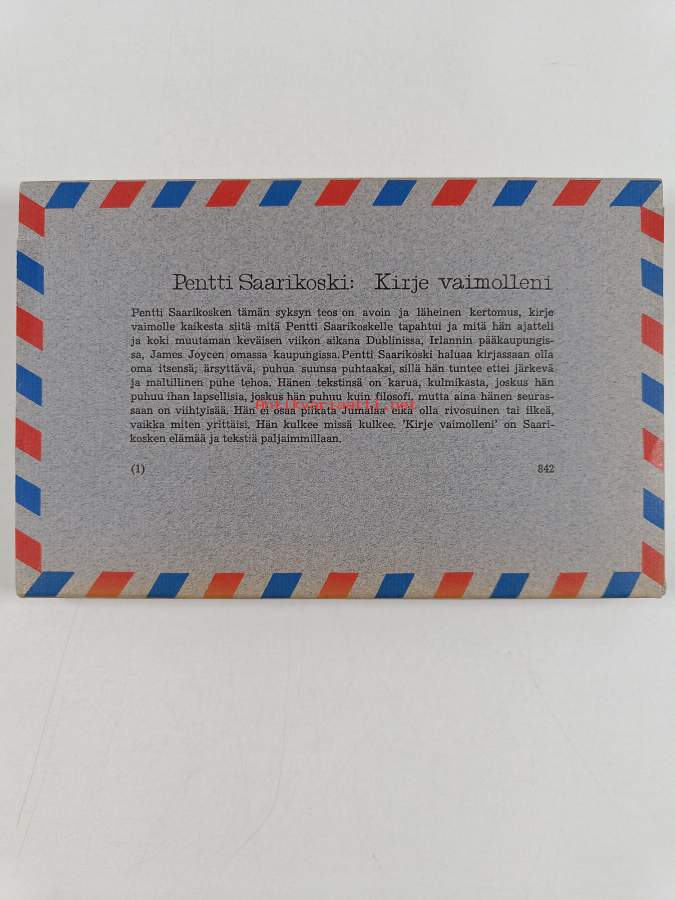 Pentti Saarikoski: Kirje vaimolleni
Pentti Saarikosken tämän syksyn teos on avoin ja läheinen kertomus, kirje
vaimolle kaikesta siitä mitä Pentti Saarikoskelle tapahtui ja mitä hän ajatteli
ja koki muutaman keväisen viikon aikana Dublinissa, Irlannin pääkaupungis-
sa, James Joycen omassa kaupungissa. Pentti Saarikoski haluaa kirjassaan olla
oma itsensä, ärsyttävä, puhua suunsa puhtaaksi, sillä hän tuntee ettei järkevä
ja maltillinen puhe tehoa. Hänen tekstinsä on karua, kulmikasta, joskus hän
puhuu ihan lapsellisia, joskus hän puhuu kuin filosofi, mutta aina hänen seuras-
saan on viihtyisää. Hän ei osaa pilkata Jumalaa eikä olla rivosuinen tai ilkeä,
antikvariaatti.net
vaikka miten yrittäisi. Hän kulkee missä kulkee. 'Kirje vaimolleni' on Saari-
kosken elämää ja tekstiä paljaimmillaan.
(1) 842